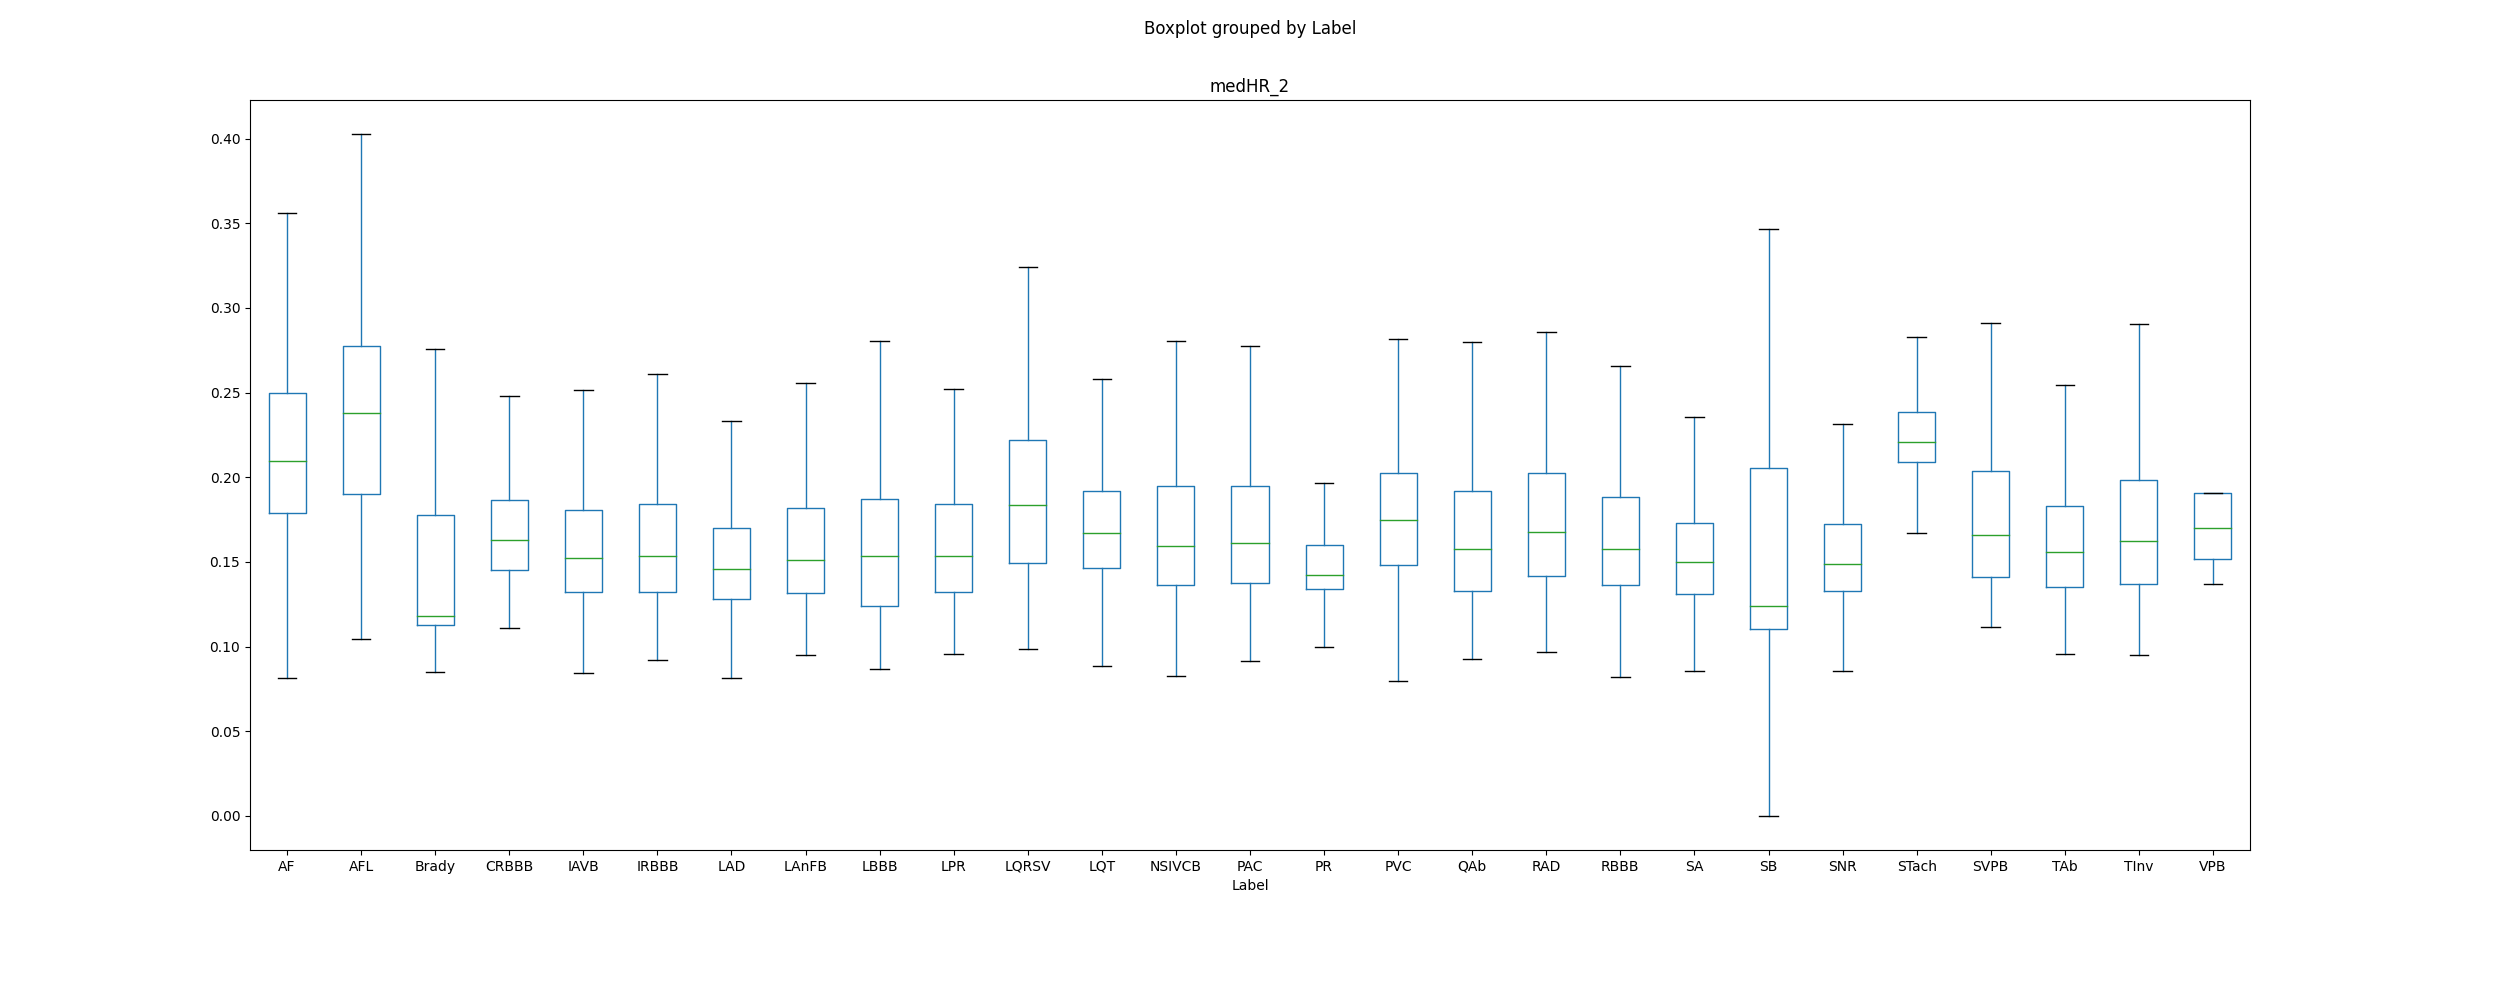 Boxplot grouped by Label
medHR_2
0.40
0.35
0.30
0.25
0.20
0.15
0.10
0.05
0.00
AF AFL Brady CRBBB IAVB IRBBB LAD LAnFB LBBB LPR LQRSV LQT NSIVCB PAC PR PVC QAb RAD RBBB SA SB SNR STach SVPB TAb TInv VPB
Label